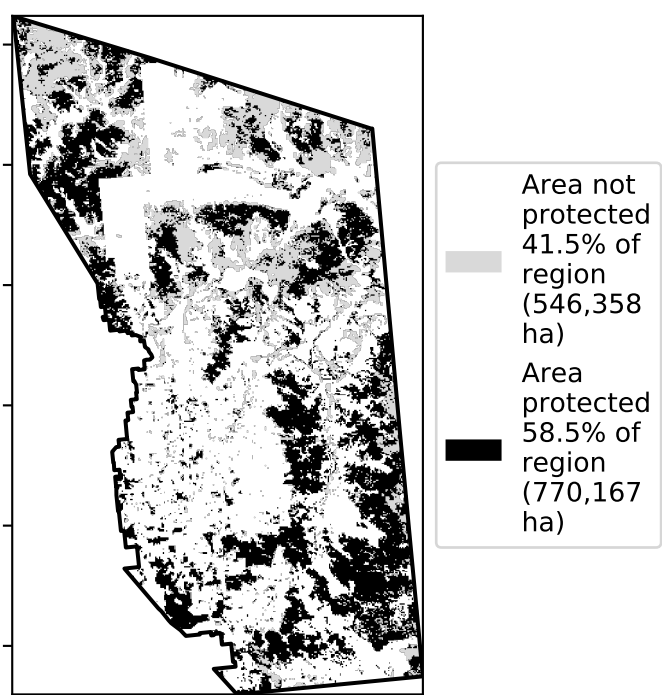 Area not
protected
41.5% of
region
(546,358
ha)
Area
protected
58.5% of
region
(770,167
ha)